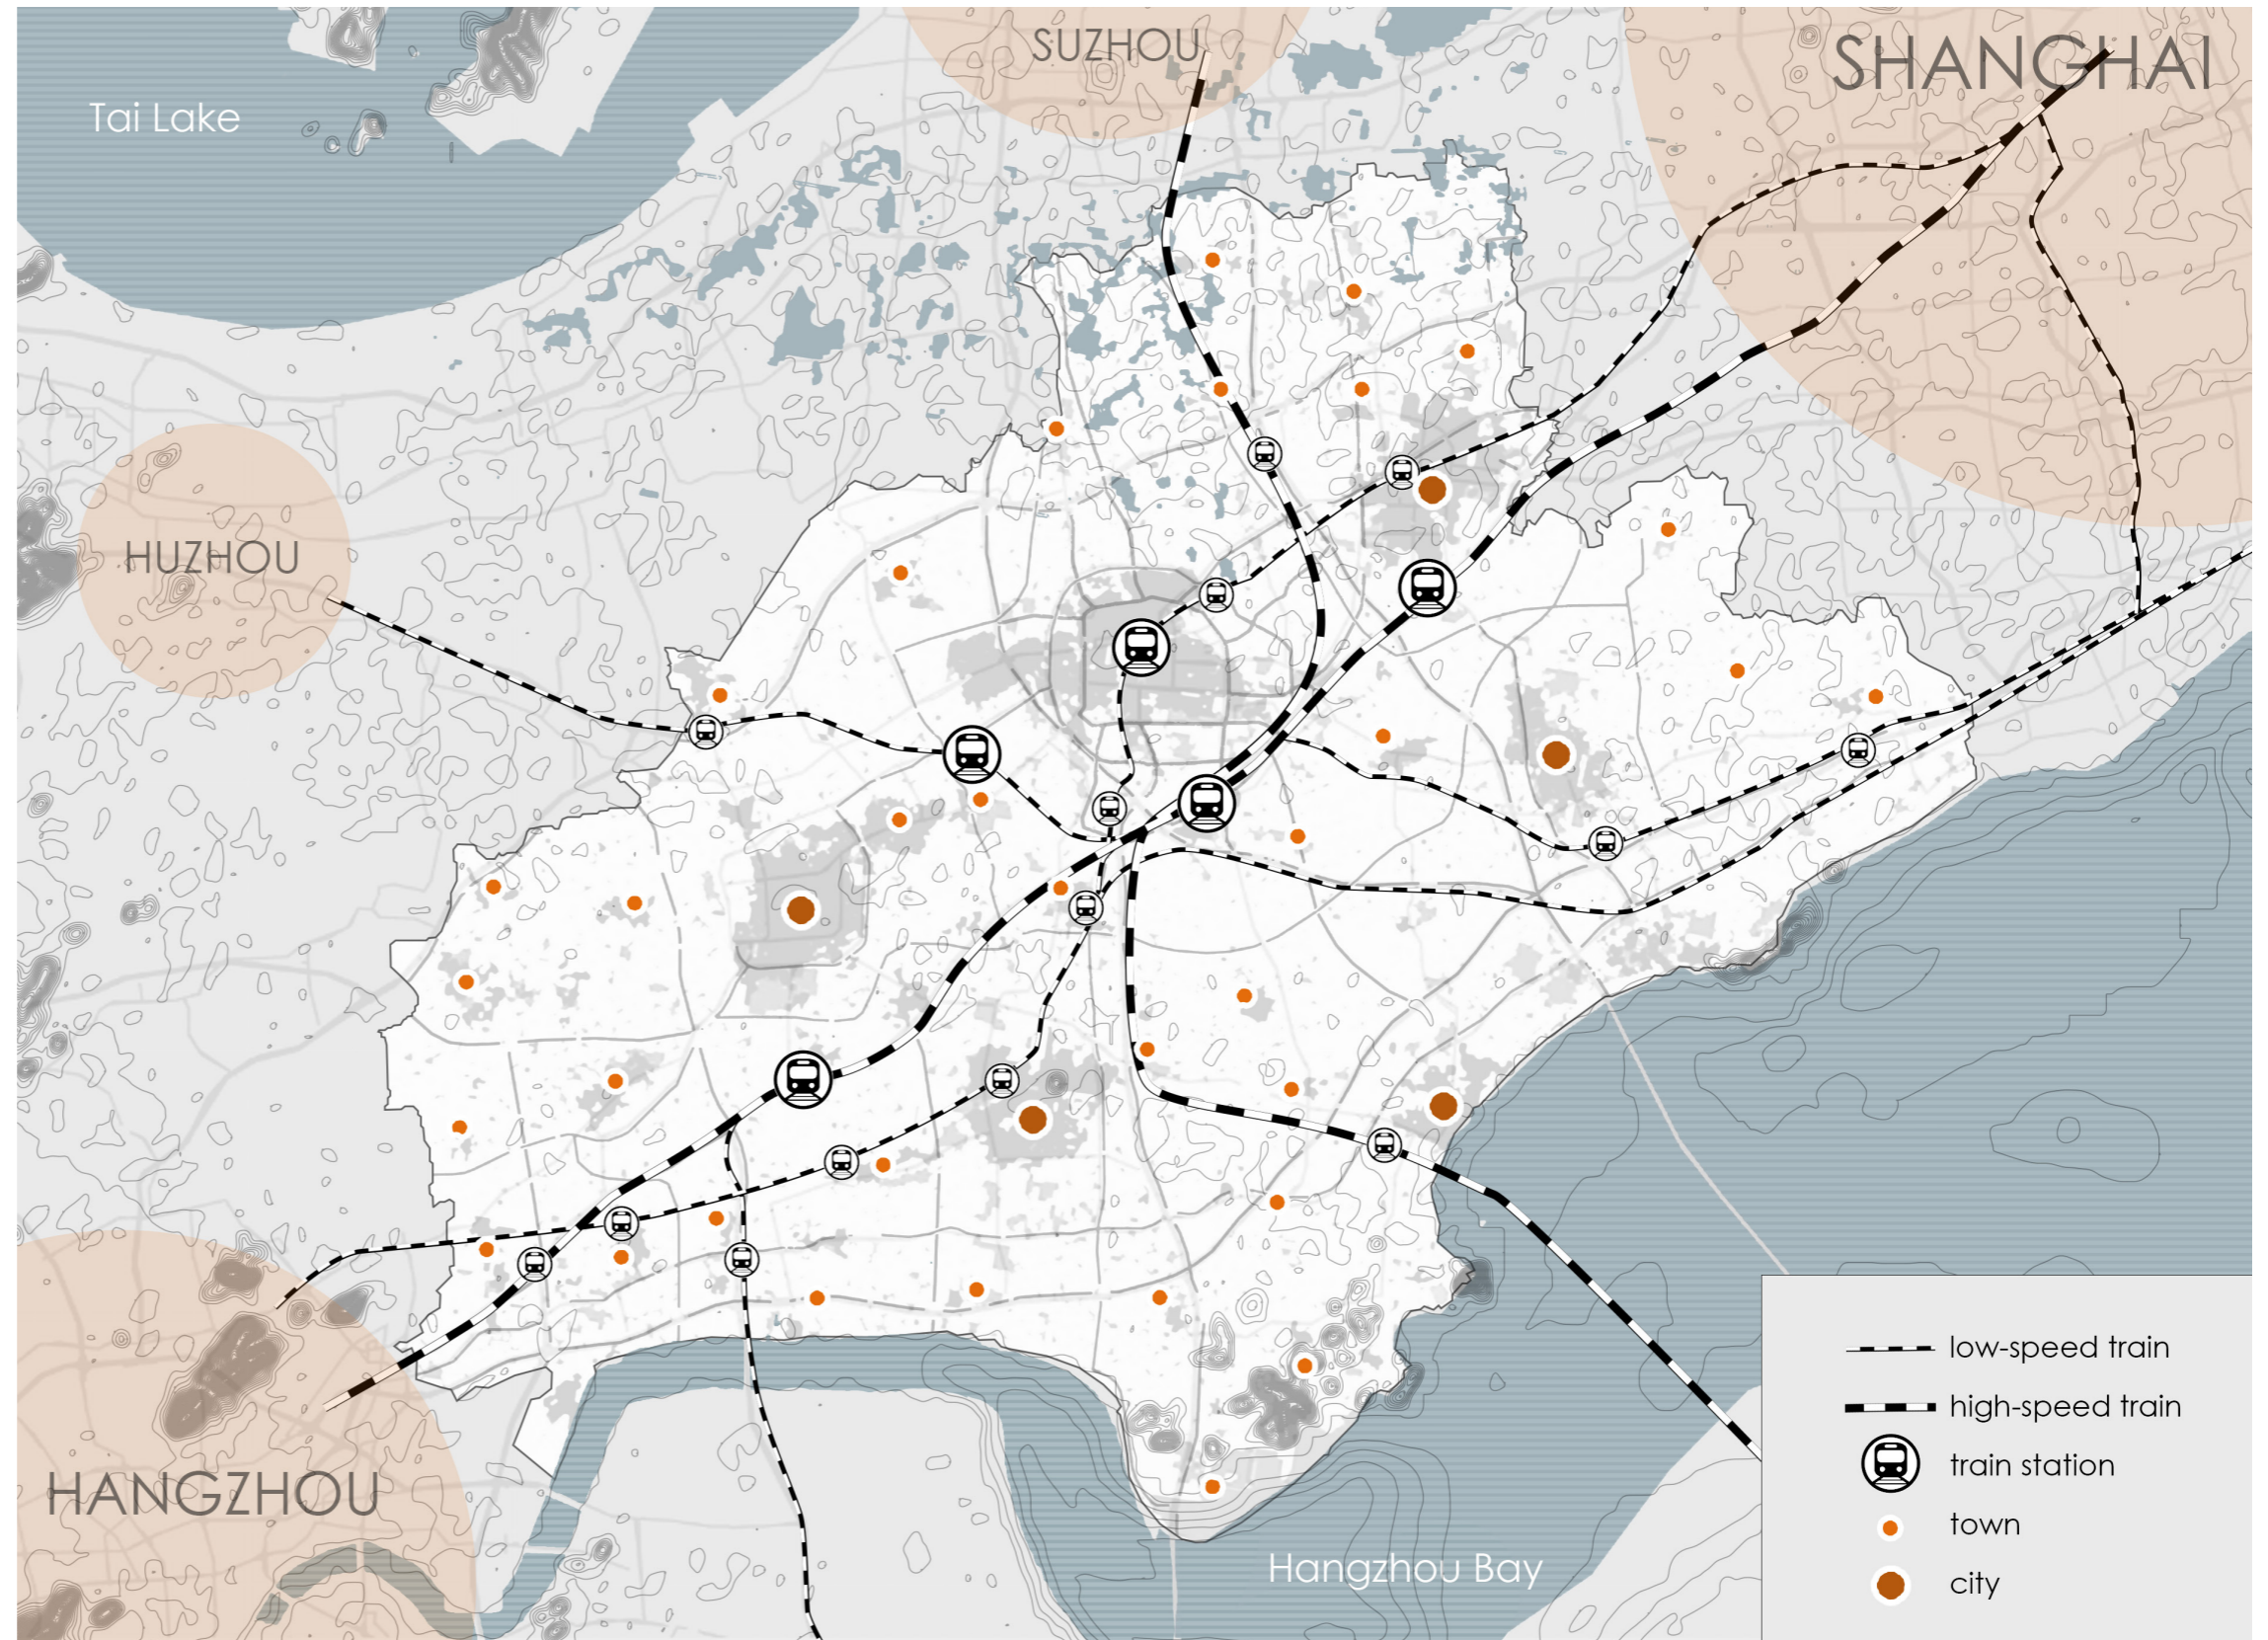 SUZHOU
SHANGHAI
Tai Lake
HUZHOU
HANGZHOU
Hangzhou Bay
low-speed train
high-speed train
train station
town
city